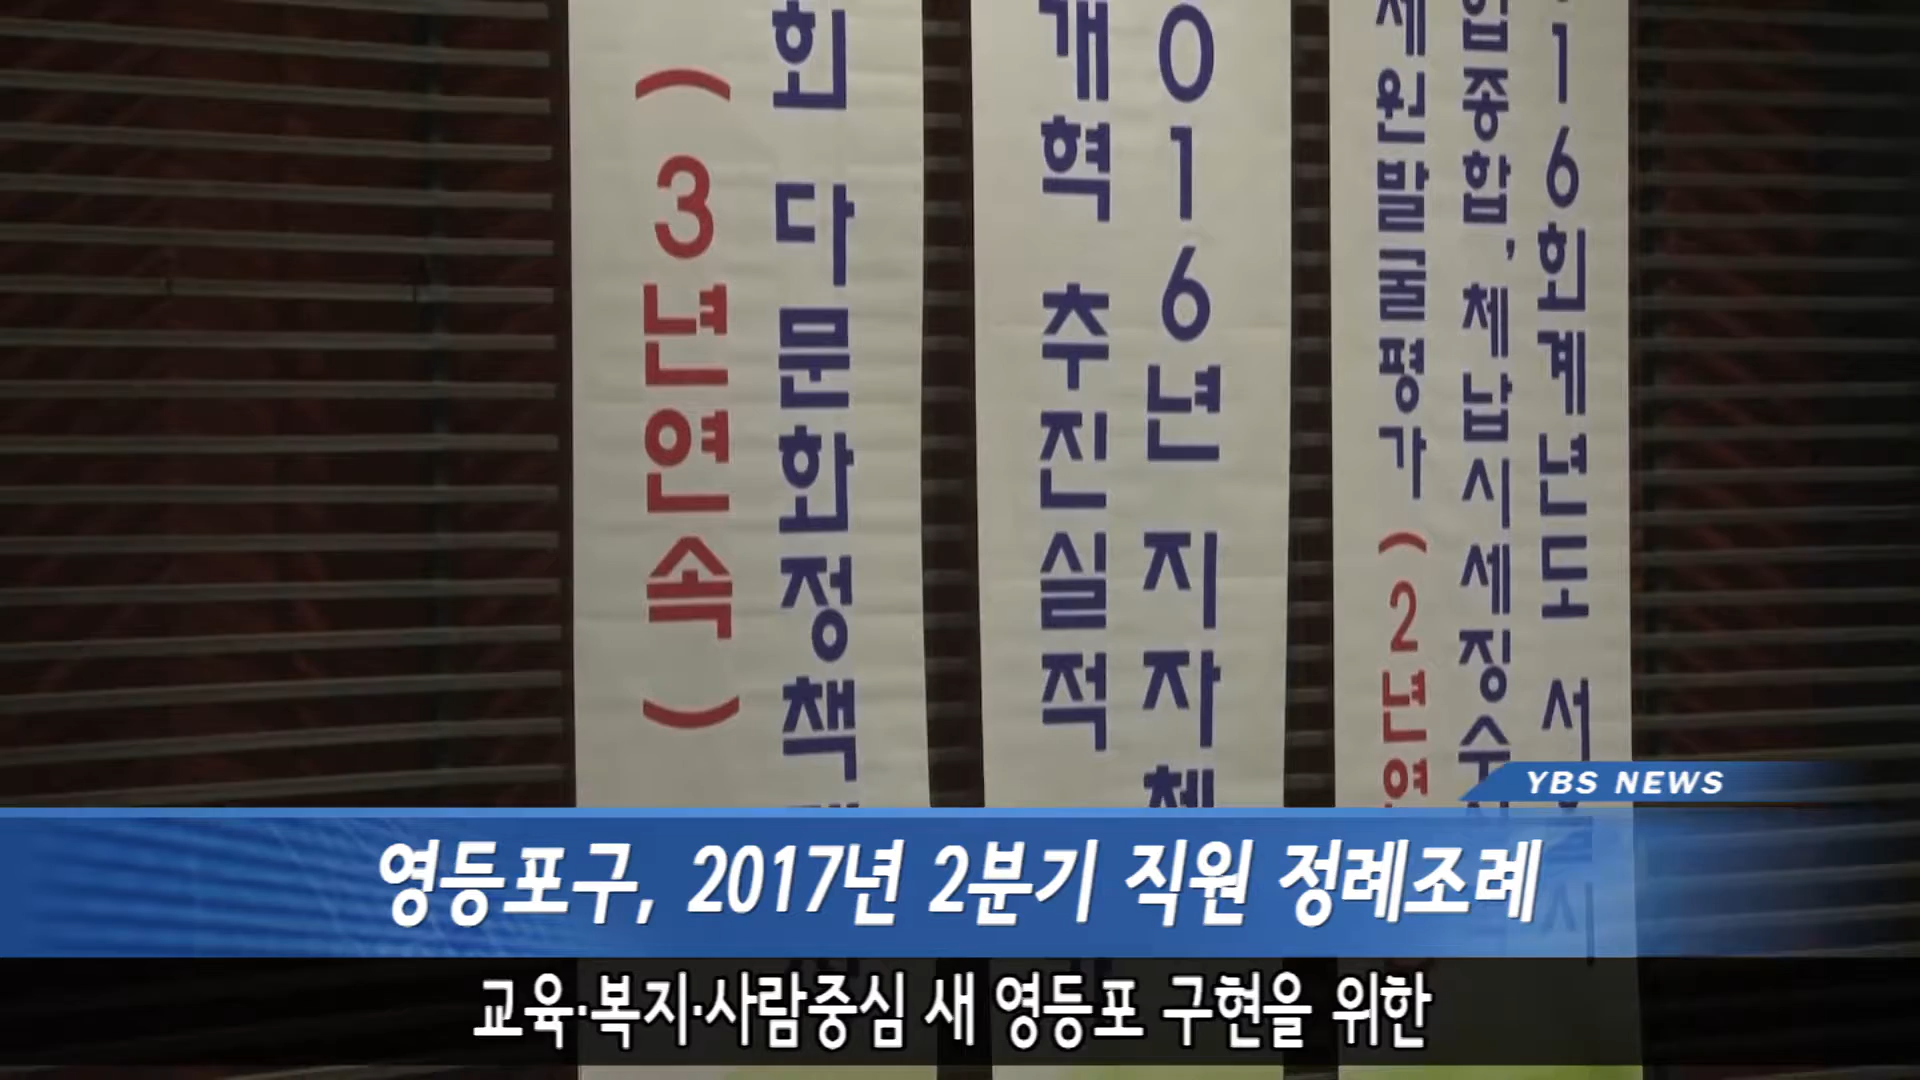 회 다문화정책
(3년연속)
016년 지자체
개혁 추진실적
16회계년도 서
종합, 체납시세징수
세원발굴평가 (2년연
YBS NEWS
영등포구, 2017년 2분기 직원 정례조례
교육·복지·사람중심 새 영등포 구현을 위한